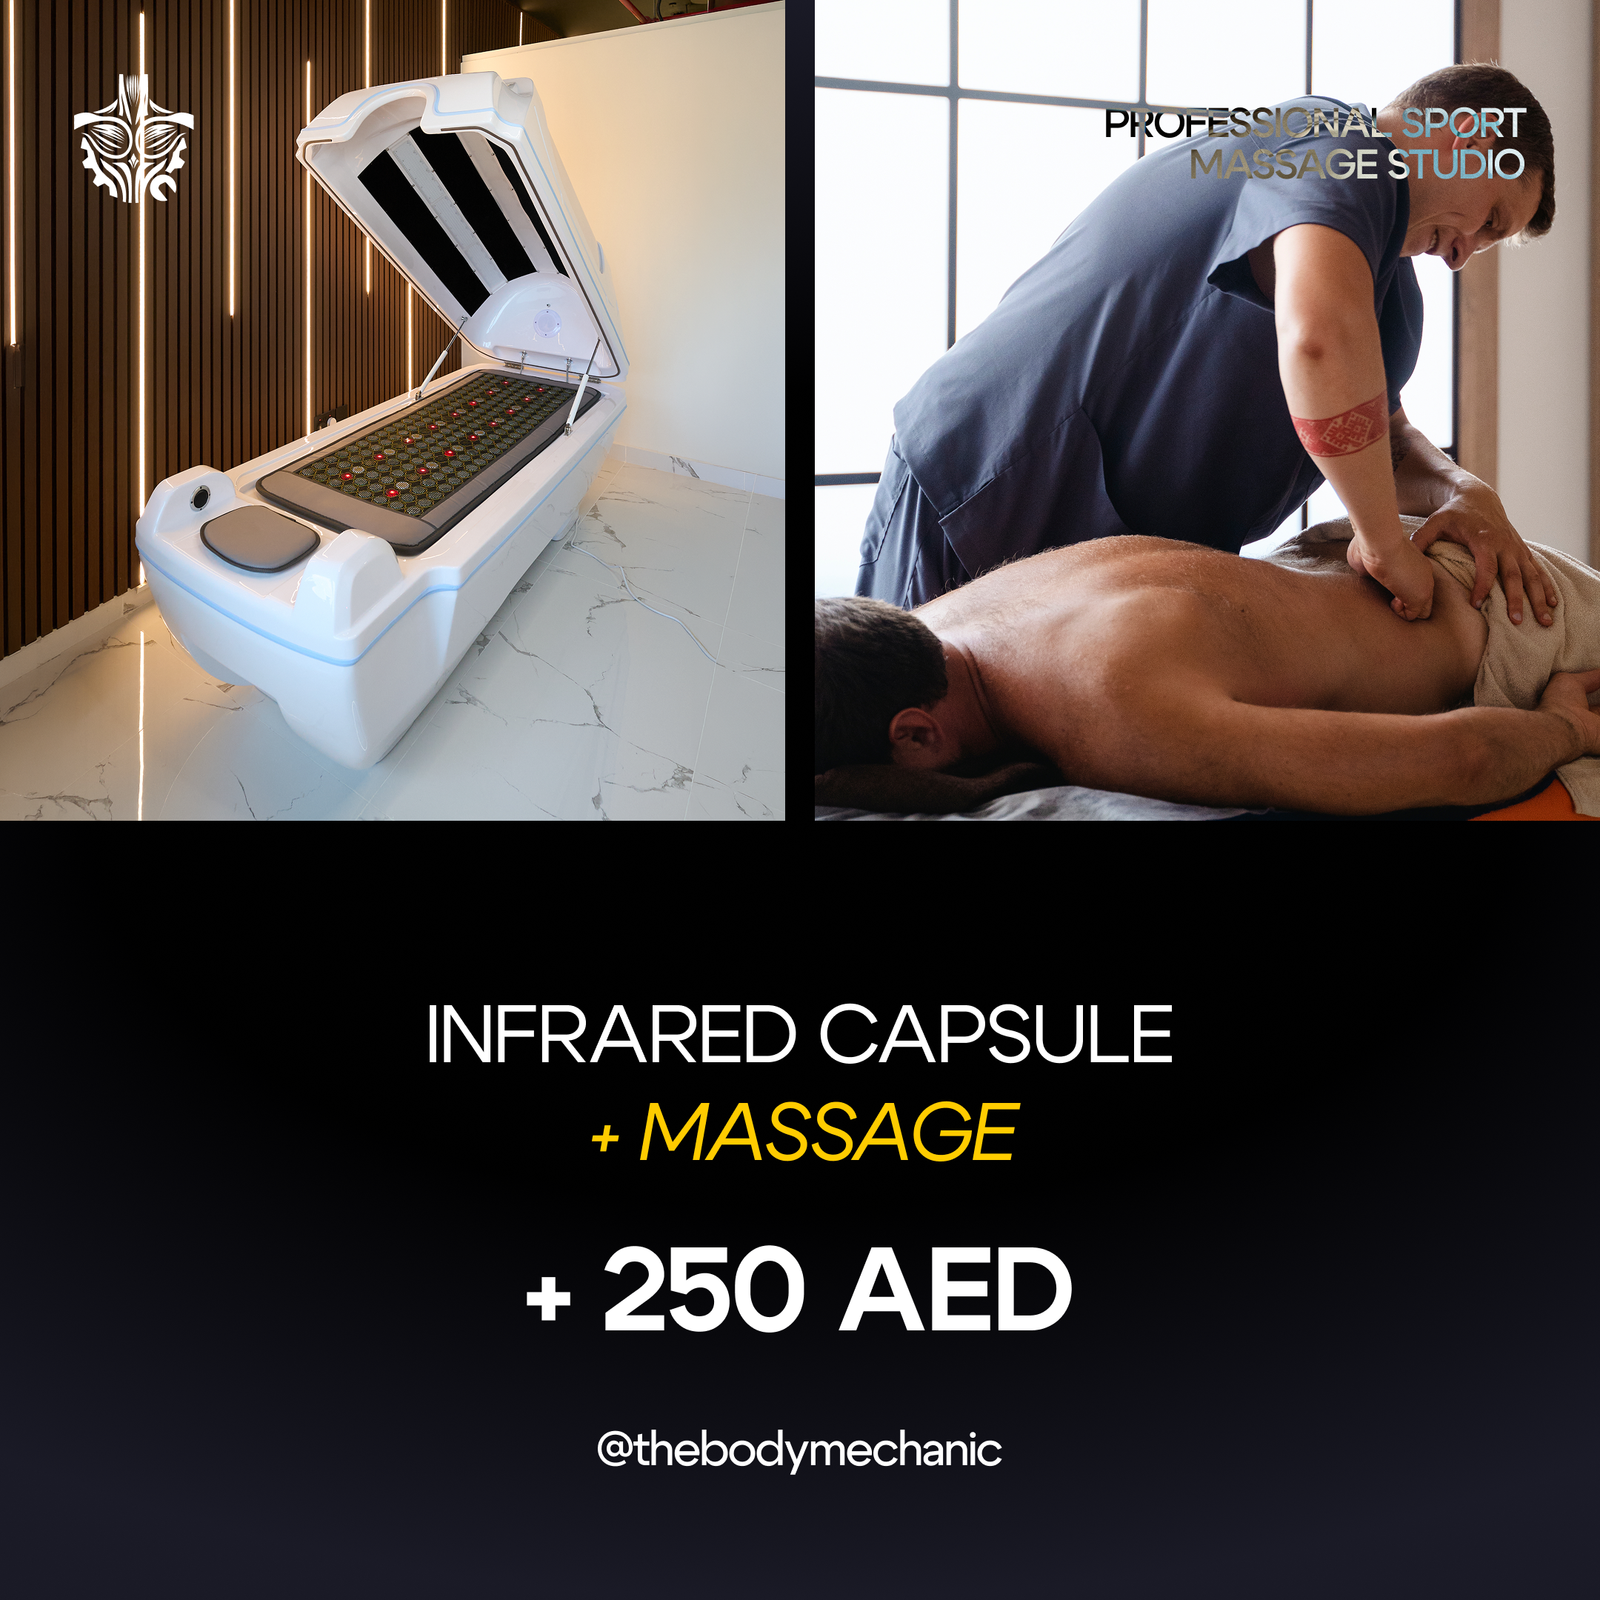 PROFESSIONAL SPORT
MASSAGE STUDIO
INFRARED CAPSULE
+ MASSAGE
+ 250 AED
@thebodymechanic